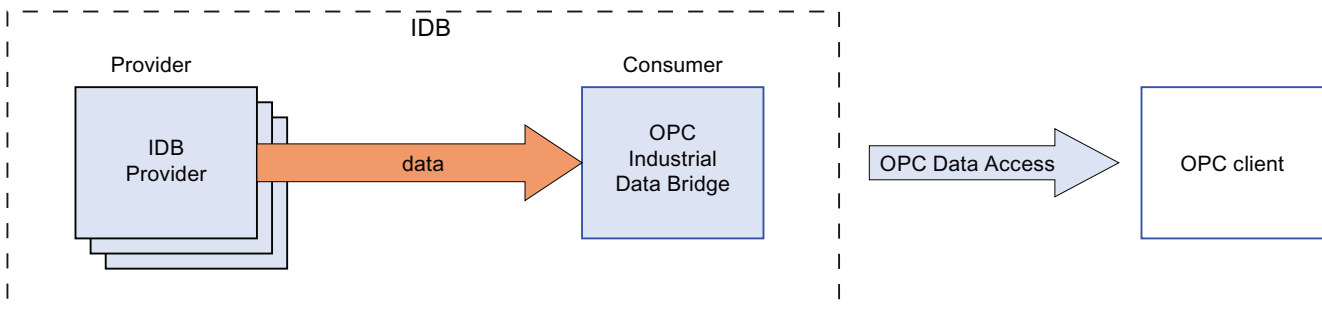 IDB
Provider
Consumer
IDB
Provider
data
OPC
Industrial
Data Bridge
OPC Data Access
OPC client